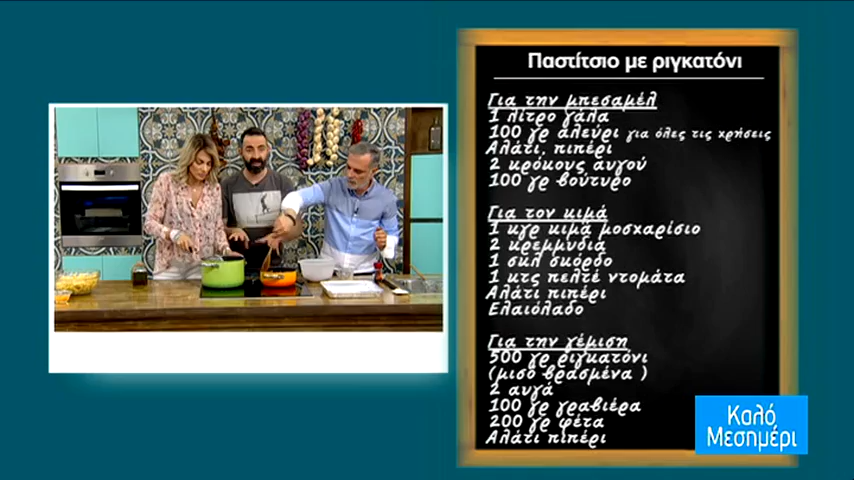 Παστίτσιο με ριγκατόνι
Για την μπεσαμέλ
1 λίτρο γάλα
100 γρ αλεύρι για όλες τις χρήσεις
Αλάτι, πιπέρι
2 κρόκους αυγού
100 γρ βούτυρο
Για τον κιμά
1 κγρ κιμά μοσχαρίσιο
2 κρεμμύδια
1 σκλ σκόρδο
1 κτς πελτέ ντομάτα
Αλάτι πιπέρι
Ελαιόλαδο
Για την γέμιση
500 γρ ριγκατόνι
(μισο βρασμένα )
2 αυγά
100 γρ γραβιέρα
200 γρ φέτα
Αλάτι πιπέρι
Καλό
Μεσημέρι